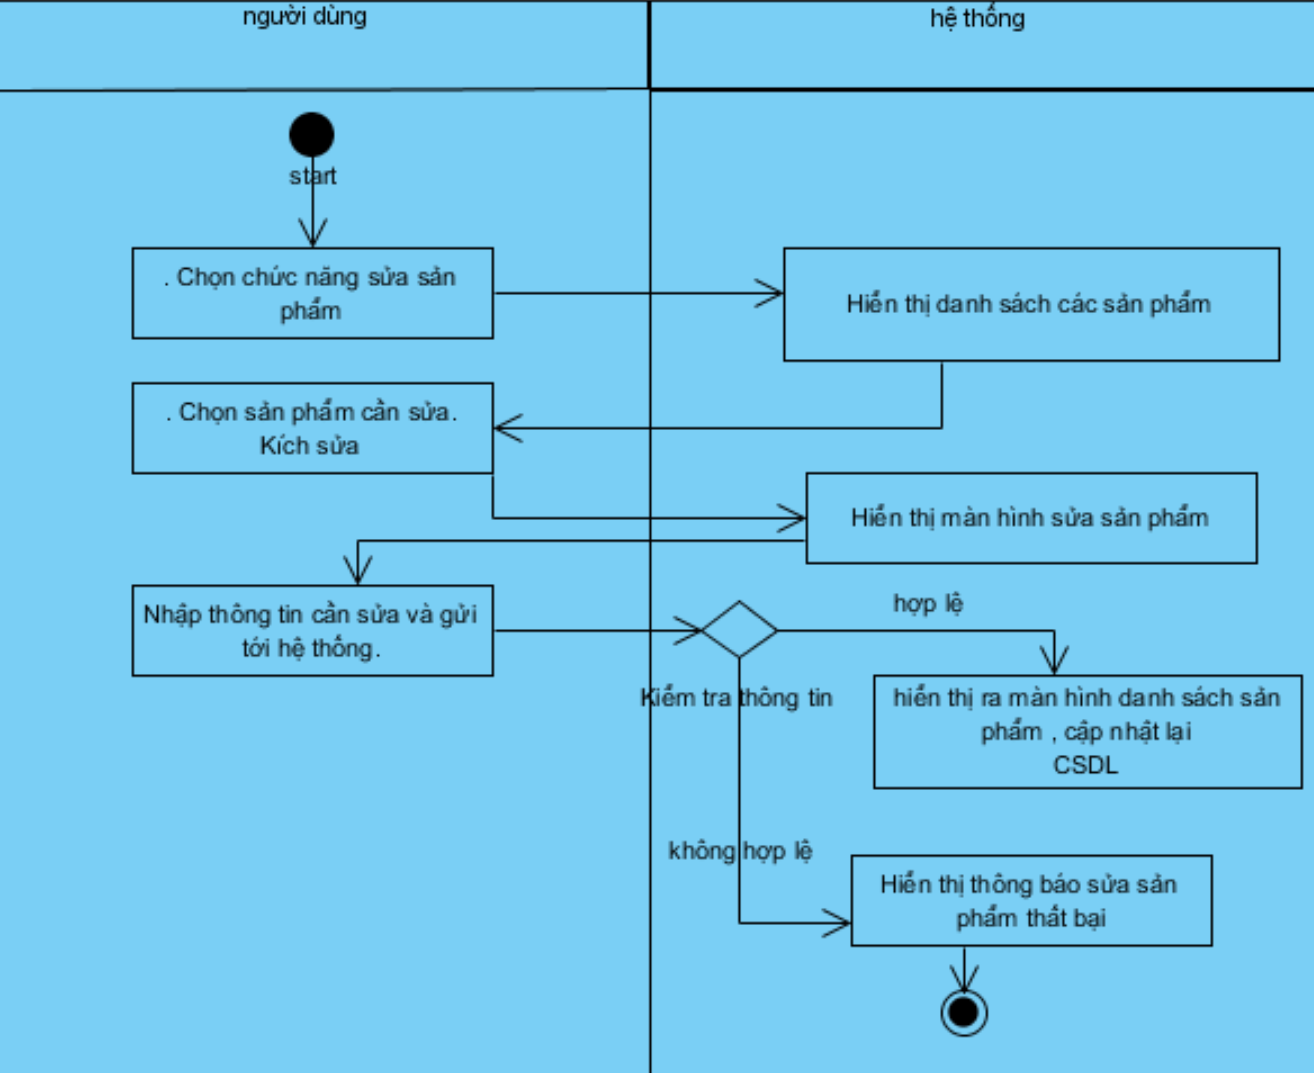 người dùng
hệ thống
start
. Chọn chức năng sửa sản
phẩm
Hiển thị danh sách các sản phẩm
. Chọn sản phẩm cần sửa.
Kích sửa
Hiển thị màn hình sửa sản phẩm
Nhập thông tin cần sửa và gửi
tới hệ thống.
hợp lệ
Kiểm tra thông tin
hiển thị ra màn hình danh sách sản
phẩm , cập nhật lại
CSDL
không hợp lệ
Hiển thị thông báo sửa sản
phẩm thất bại